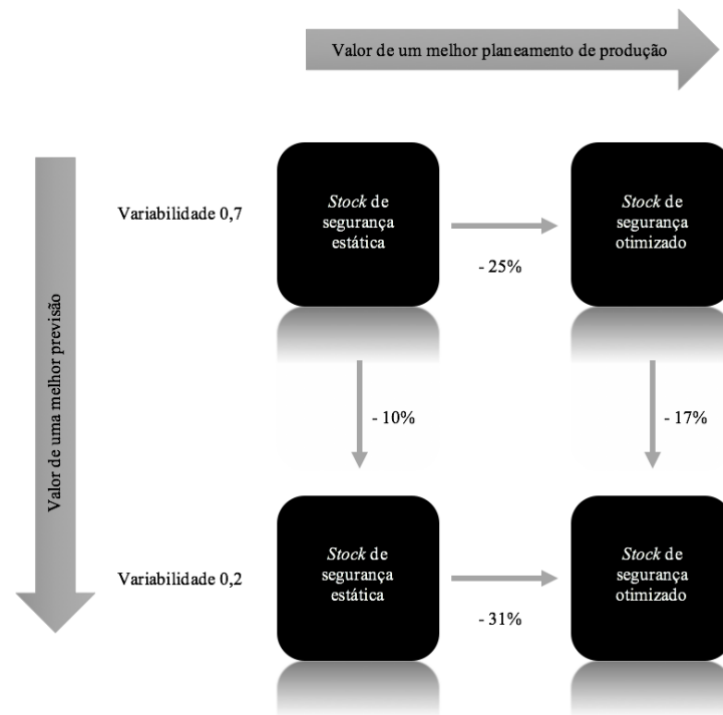 Valor de um melhor planeamento de produção
Valor de uma melhor previsão
Variabilidade 0,7
Stock de
segurança
estática
- 25%
Stock de
segurança
otimizado
- 10%
- 17%
Variabilidade 0,2
Stock de
segurança
estática
- 31%
Stock de
segurança
otimizado